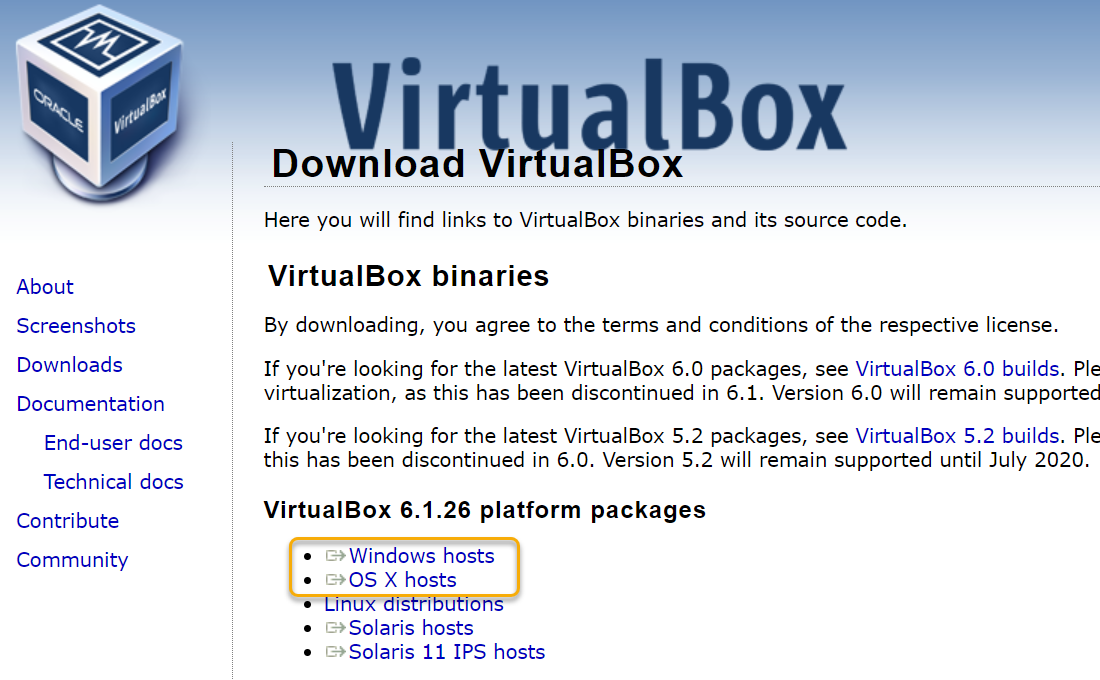 ORACLE
VirtualBox
VirtualBox
Download VirtualBox
Here you will find links to VirtualBox binaries and its source code.
About
Screenshots
Downloads
Documentation
End-user docs
Technical docs
Contribute
Community
VirtualBox binaries
By downloading, you agree to the terms and conditions of the respective license.
If you're looking for the latest VirtualBox 6.0 packages, see VirtualBox 6.0 builds. Ple
virtualization, as this has been discontinued in 6.1. Version 6.0 will remain supported
If you're looking for the latest VirtualBox 5.2 packages, see VirtualBox 5.2 builds. Ple
this has been discontinued in 6.0. Version 5.2 will remain supported until July 2020.
VirtualBox 6.1.26 platform packages
Windows hosts
OS X hosts
Linux distributions
Solaris hosts
Solaris 11 IPS hosts